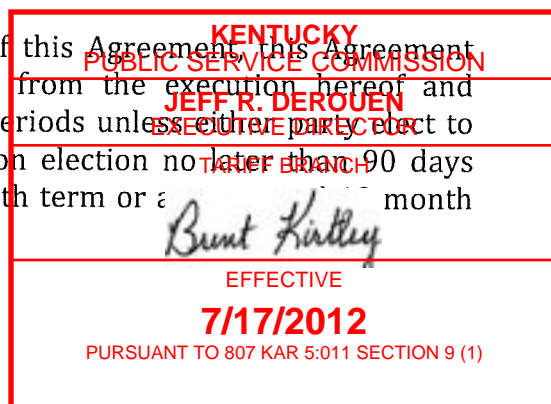 f this Agreement, this Agreement
KENTUCKY
PUBLIC SERVICE COMMISSION
from the execution hereof and
JEFF R. DEROUEN
eriods unless either party elect to
EXECUTIVE DIRECTOR
on election no later than 90 days
TARIFF BRANCH
th term or a month
Brent Kirtley
EFFECTIVE
7/17/2012
PURSUANT TO 807 KAR 5:011 SECTION 9 (1)